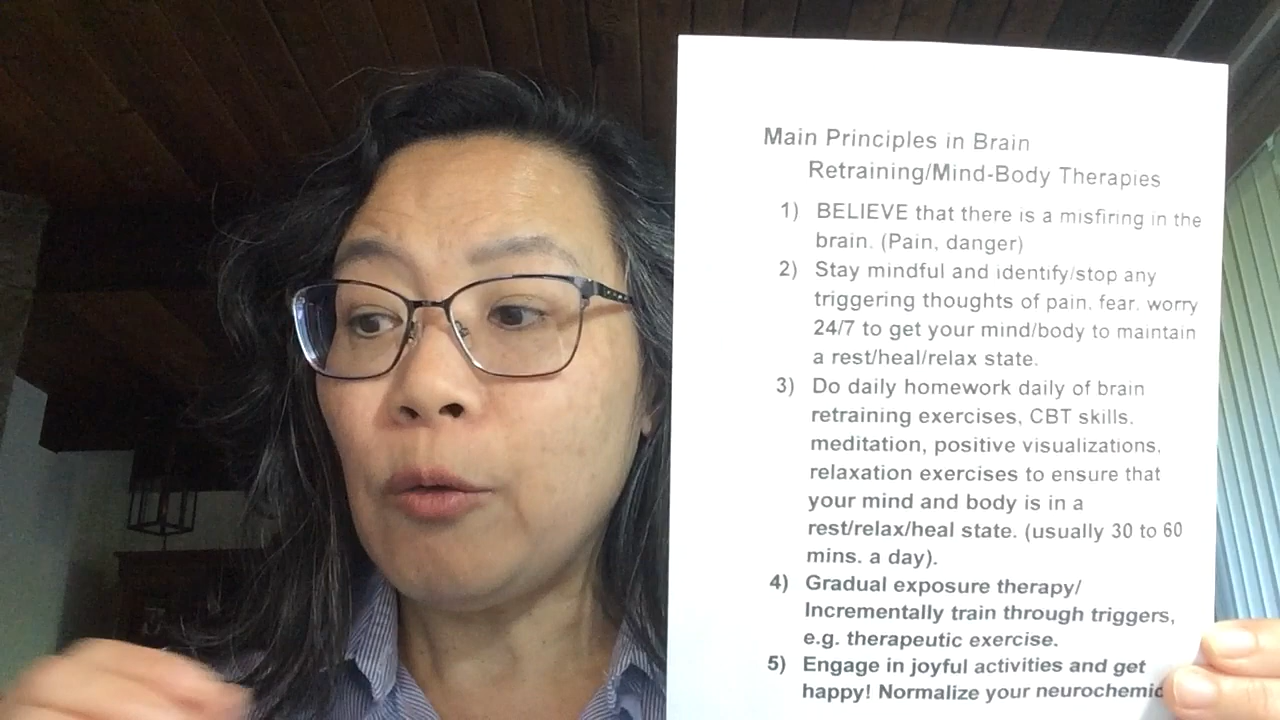 Main Principles in Brain
Retraining/Mind-Body Therapies
1) BELIEVE that there is a misfiring in the
brain. (Pain, danger)
2) Stay mindful and identify/stop any
triggering thoughts of pain, fear, worry
24/7 to get your mind/body to maintain
a rest/heal/relax state.
3) Do daily homework daily of brain
retraining exercises, CBT skills,
meditation, positive visualizations,
relaxation exercises to ensure that
your mind and body is in a
rest/relax/heal state. (usually 30 to 60
mins. a day).
4) Gradual exposure therapy/
Incrementally train through triggers,
e.g. therapeutic exercise.
5) Engage in joyful activities and get
happy! Normalize your